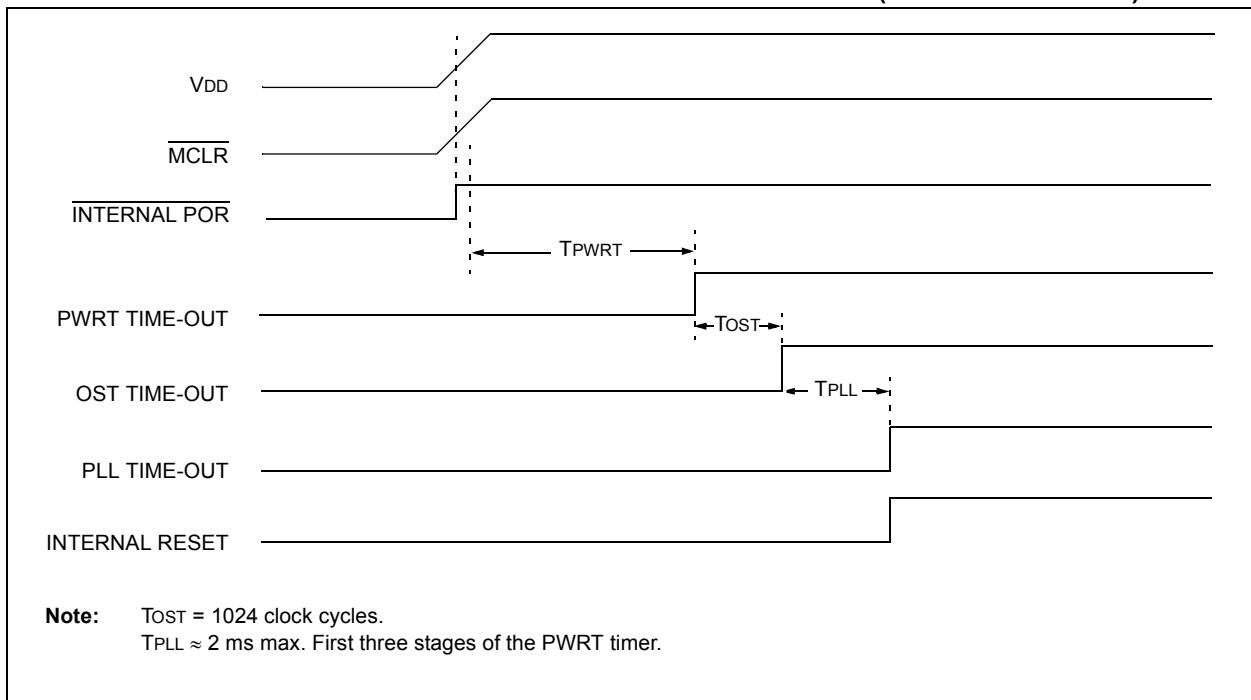 VDD
MCLR
INTERNAL POR
TPWRT
PWRT TIME-OUT
TOST
OST TIME-OUT
TPLL
PLL TIME-OUT
INTERNAL RESET
Note: TOST = 1024 clock cycles.
TPLL ≈ 2 ms max. First three stages of the PWRT timer.